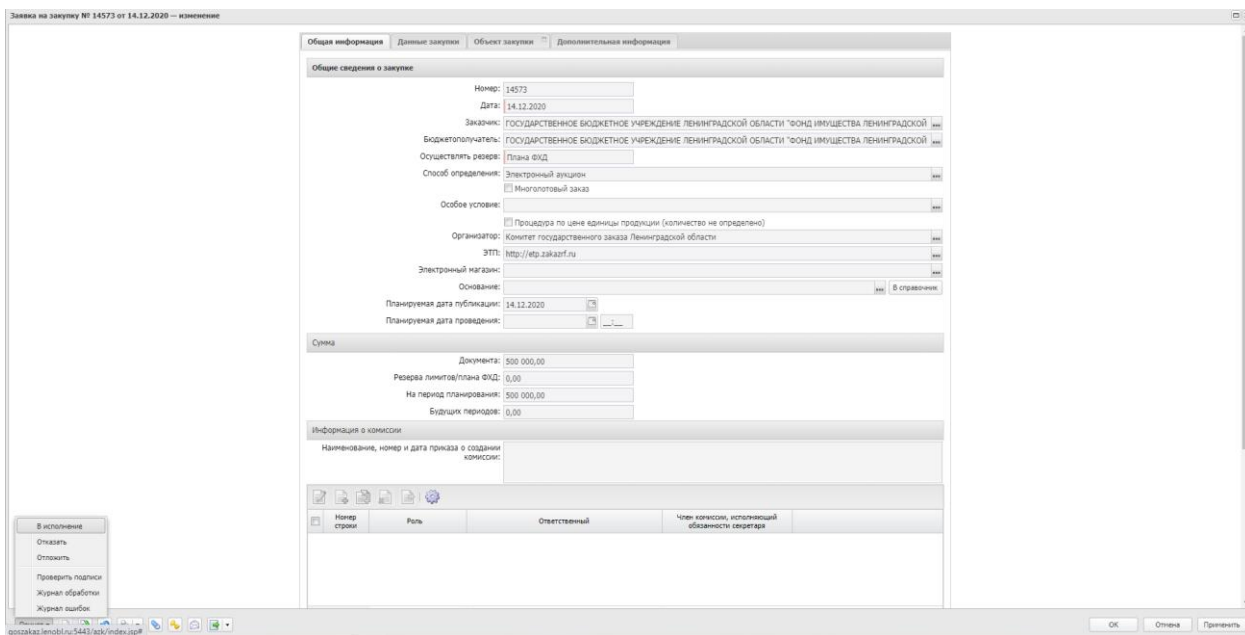 Заявка на закупку № 14573 от 14.12.2020 — изменение
Общая информация Данные закупки Объект закупки Дополнительная информация
Общие сведения о закупке
Номер: 14573
Дата: 14.12.2020
Заказчик: ГОСУДАРСТВЕННОЕ БЮДЖЕТНОЕ УЧРЕЖДЕНИЕ ЛЕНИНГРАДСКОЙ ОБЛАСТИ "ФОНД ИМУЩЕСТВА ЛЕНИНГРАДСКОЙ ...
Бюджетополучатель: ГОСУДАРСТВЕННОЕ БЮДЖЕТНОЕ УЧРЕЖДЕНИЕ ЛЕНИНГРАДСКОЙ ОБЛАСТИ "ФОНД ИМУЩЕСТВА ЛЕНИНГРАДСКОЙ ...
Осуществлять резерв: Плана ФХД
Способ определения: Электронный аукцион ...
Многолотовый заказ
Особое условие: ...
Процедура по цене единицы продукции (количество не определено)
Организатор: Комитет государственного заказа Ленинградской области ...
ЭТП: http://etp.zakazrf.ru ...
Электронный магазин: ...
Основание: ... В справочник
Планируемая дата публикации: 14.12.2020
Планируемая дата проведения: __:__
Сумма
Документа: 500 000,00
Резерва лимитов/плана ФХД: 0,00
На период планирования: 500 000,00
Будущих периодов: 0,00
Информация о комиссии
Наименование, номер и дата приказа о создании
комиссии:
Номер строки Роль Ответственный Член комиссии, исполняющий обязанности секретаря
В исполнение
Отказать
Отложить
Проверить подписи
Журнал обработки
Журнал ошибок
goszakaz.lenobl.ru:5443/azk/index.jsp#
OK Отмена Применить